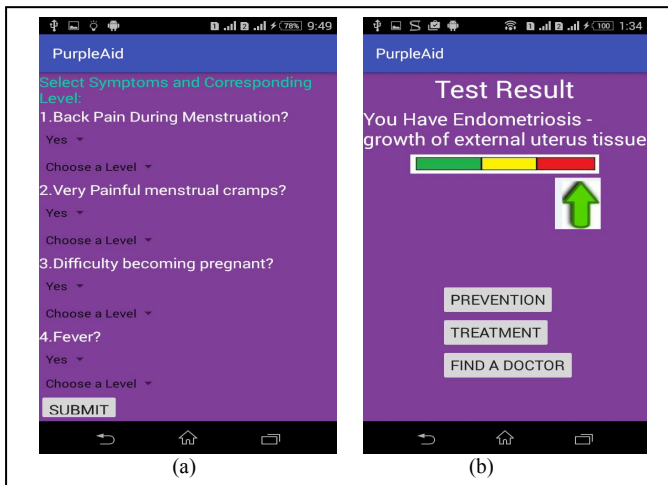 78% 9:49
PurpleAid
Select Symptoms and Corresponding
Level:
1.Back Pain During Menstruation?
Yes
Choose a Level
2.Very Painful menstrual cramps?
Yes
Choose a Level
3.Difficulty becoming pregnant?
Yes
Choose a Level
4.Fever?
Yes
Choose a Level
SUBMIT
(a)
100 1:34
PurpleAid
Test Result
You Have Endometriosis -
growth of external uterus tissue
PREVENTION
TREATMENT
FIND A DOCTOR
(b)